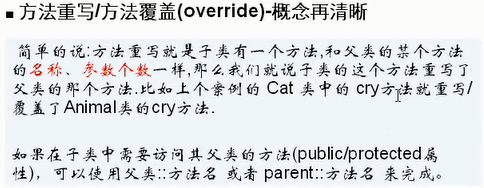 ■ 方法重写/方法覆盖(override)-概念再清晰
简单的说:方法重写就是子类有一个方法,和父类的某个方法
的名称、参数个数一样,那么我们就说子类的这个方法重写了
父类的那个方法.比如上个案例的 Cat 类中的 cry方法就重写/
覆盖了Animal类的cry方法.
如果在子类中需要访问其父类的方法(public/protected属
性)，可以使用父类::方法名 或者 parent::方法名 来完成。